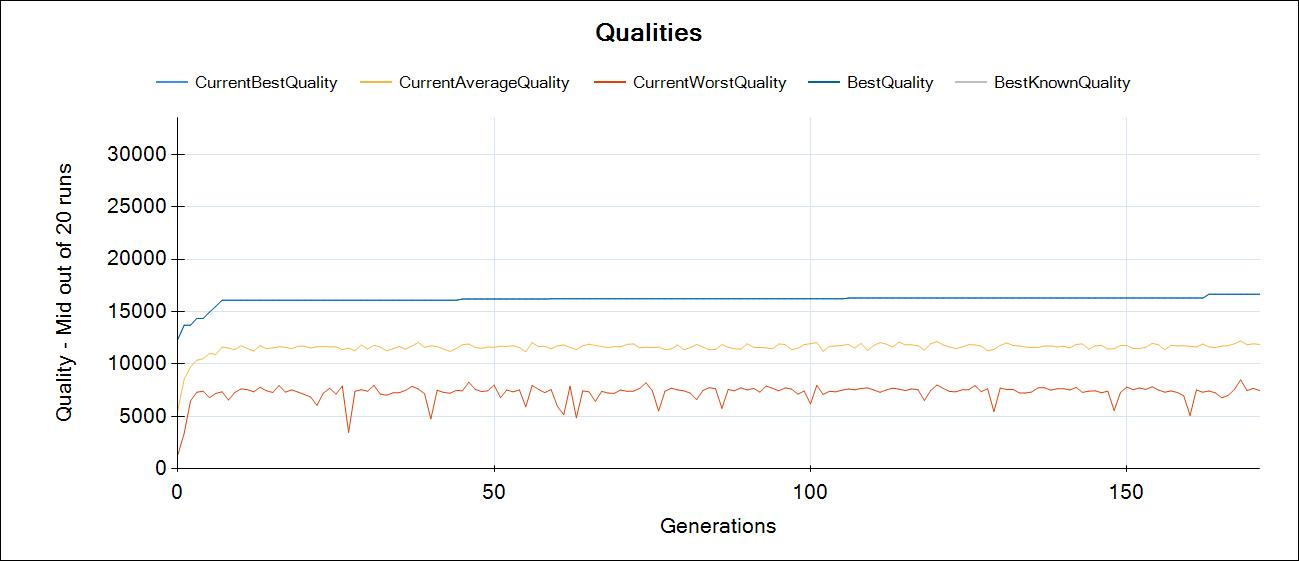 Qualities
CurrentBestQuality CurrentAverageQuality CurrentWorstQuality BestQuality BestKnownQuality
Quality - Mid out of 20 runs
30000
25000
20000
15000
10000
5000
0
0 50 100 150
Generations